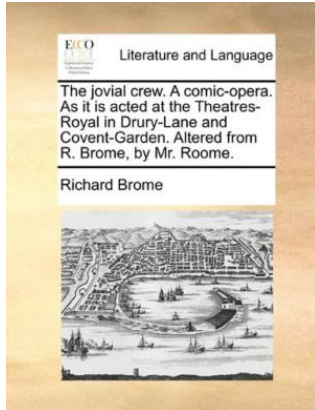 ECCO
Literature and Language
The jovial crew. A comic-opera.
As it is acted at the Theatres-
Royal in Drury-Lane and
Covent-Garden. Altered from
R. Brome, by Mr. Roome.
Richard Brome